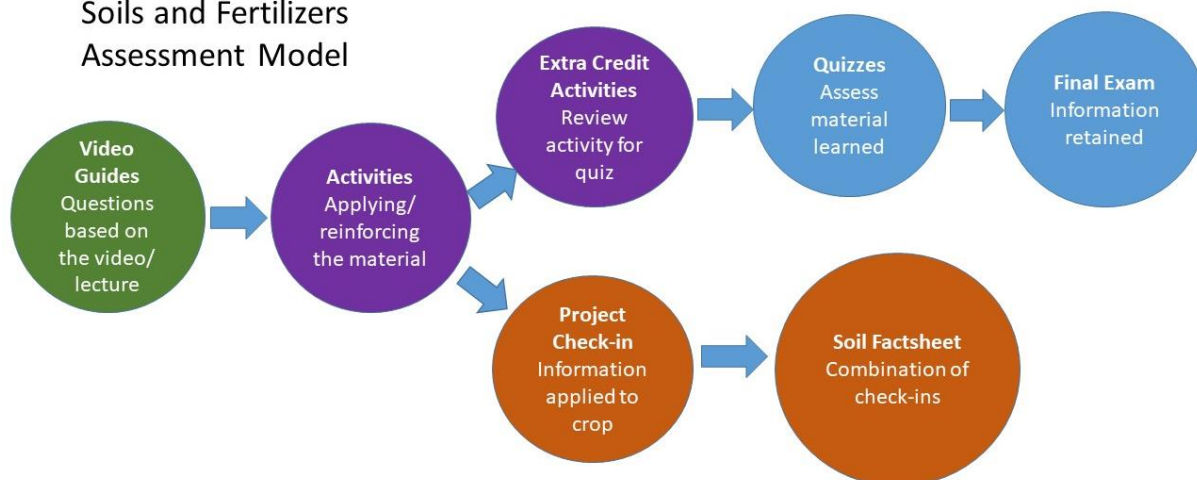 Soils and Fertilizers
Assessment Model
Video
Guides
Questions
based on
the video/
lecture
Activities
Applying/
reinforcing
the material
Extra Credit
Activities
Review
activity for
quiz
Quizzes
Assess
material
learned
Final Exam
Information
retained
Project
Check-in
Information
applied to
crop
Soil Factsheet
Combination of
check-ins